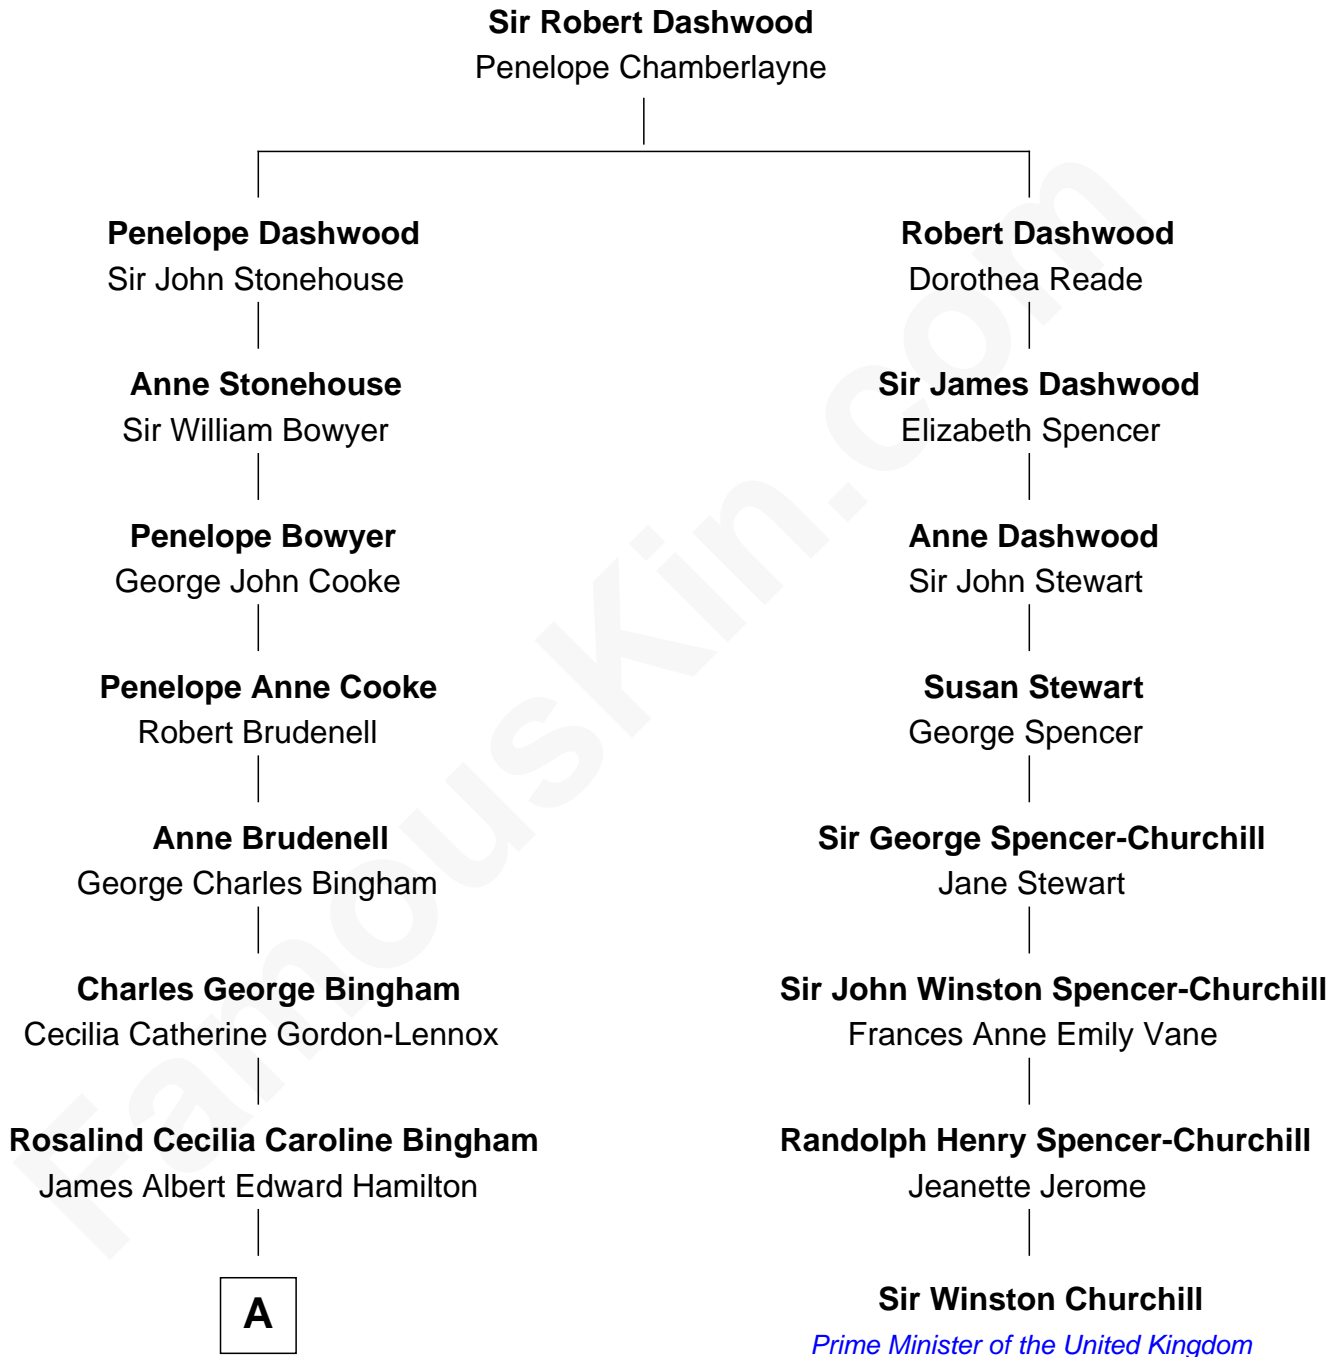 Sir Robert Dashwood
Penelope Chamberlayne
Penelope Dashwood
Sir John Stonehouse
Robert Dashwood
Dorothea Reade
Anne Stonehouse
Sir William Bowyer
Sir James Dashwood
Elizabeth Spencer
Penelope Bowyer
George John Cooke
Anne Dashwood
Sir John Stewart
Penelope Anne Cooke
Robert Brudenell
Susan Stewart
George Spencer
Anne Brudenell
George Charles Bingham
Sir George Spencer-Churchill
Jane Stewart
Charles George Bingham
Cecilia Catherine Gordon-Lennox
Sir John Winston Spencer-Churchill
Frances Anne Emily Vane
Rosalind Cecilia Caroline Bingham
James Albert Edward Hamilton
Randolph Henry Spencer-Churchill
Jeanette Jerome
A
Sir Winston Churchill
Prime Minister of the United Kingdom
FamousKin.com